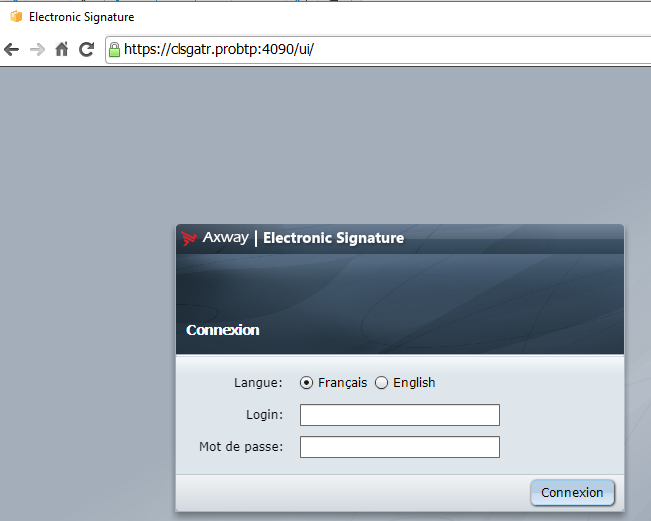 Electronic Signature
https://clsgatr.probtp:4090/ui/
Axway | Electronic Signature
Connexion
Langue: Français English
Login:
Mot de passe:
Connexion